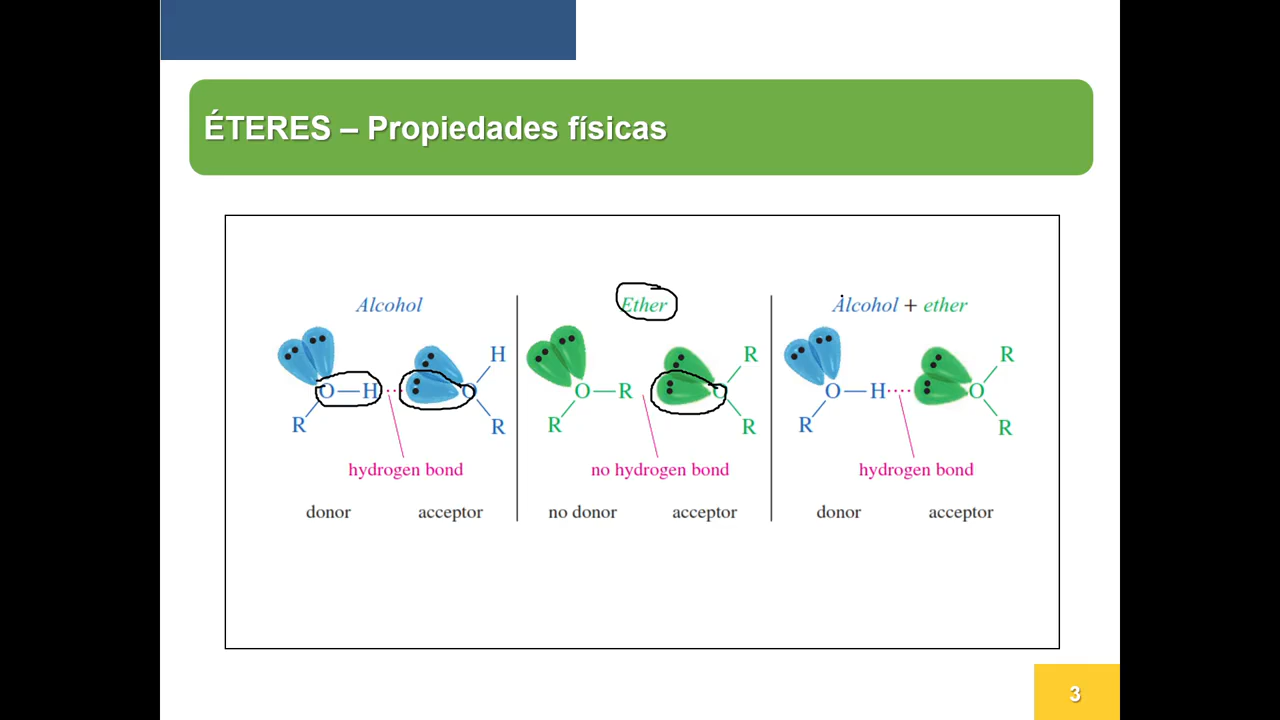 ÉTERES – Propiedades físicas
Alcohol
Ether
Alcohol + ether
H
R
R
O—H
O
O—R
O
O—H
O
R
R
R
R
R
R
hydrogen bond
no hydrogen bond
hydrogen bond
donor
acceptor
no donor
acceptor
donor
acceptor
3